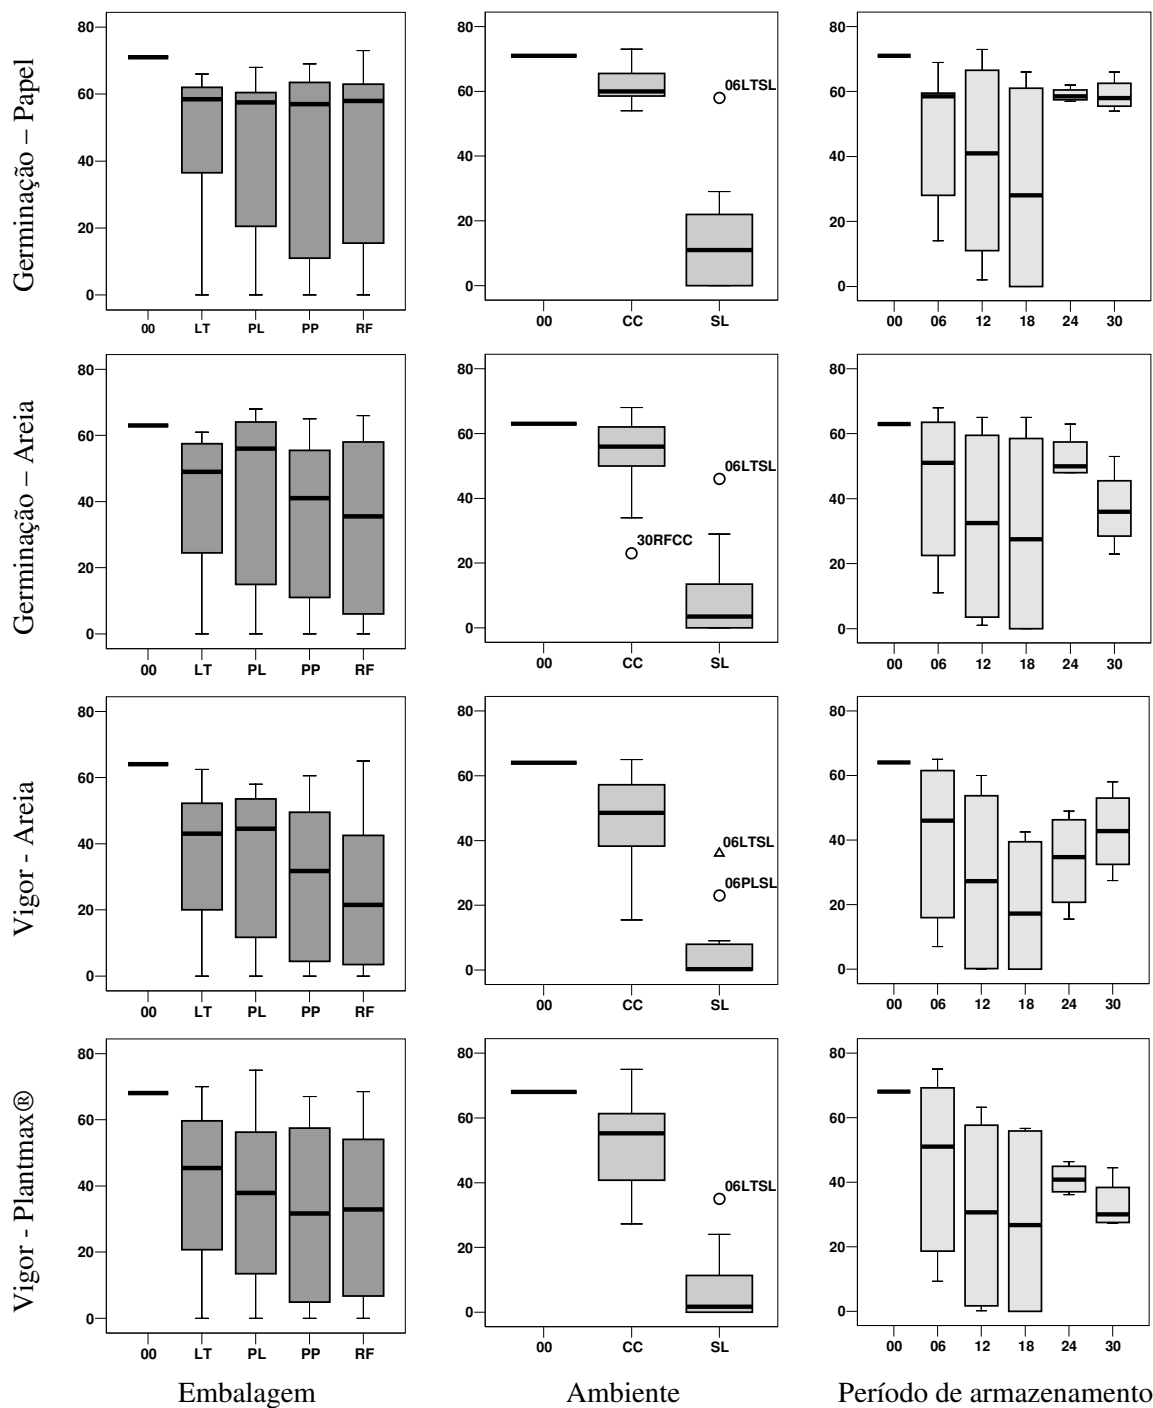 Germinação – Papel
80
60
40
20
0
00 LT PL PP RF
80
60
40
20
0
06LTSL
00 CC SL
80
60
40
20
0
00 06 12 18 24 30
Germinação – Areia
80
60
40
20
0
00 LT PL PP RF
80
60
40
20
0
06LTSL
30RFCC
00 CC SL
80
60
40
20
0
00 06 12 18 24 30
Vigor - Areia
80
60
40
20
0
00 LT PL PP RF
80
60
40
20
0
06LTSL
06PLSL
00 CC SL
80
60
40
20
0
00 06 12 18 24 30
Vigor - Plantmax®
80
60
40
20
0
00 LT PL PP RF
80
60
40
20
0
06LTSL
00 CC SL
80
60
40
20
0
00 06 12 18 24 30
Embalagem
Ambiente
Período de armazenamento